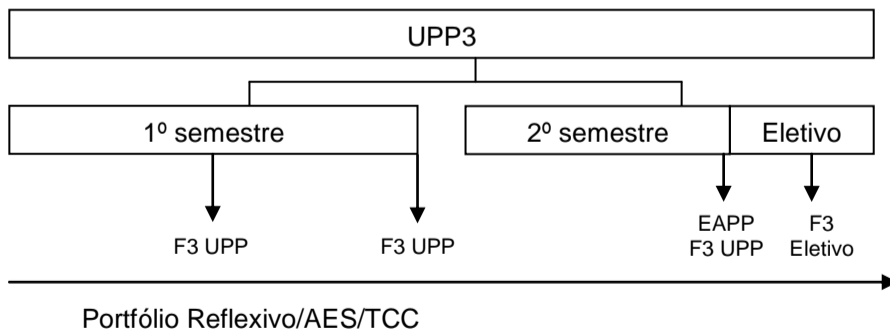 UPP3
1º semestre
2º semestre
Eletivo
F3 UPP
F3 UPP
EAPP
F3 UPP
F3
Eletivo
Portfólio Reflexivo/AES/TCC